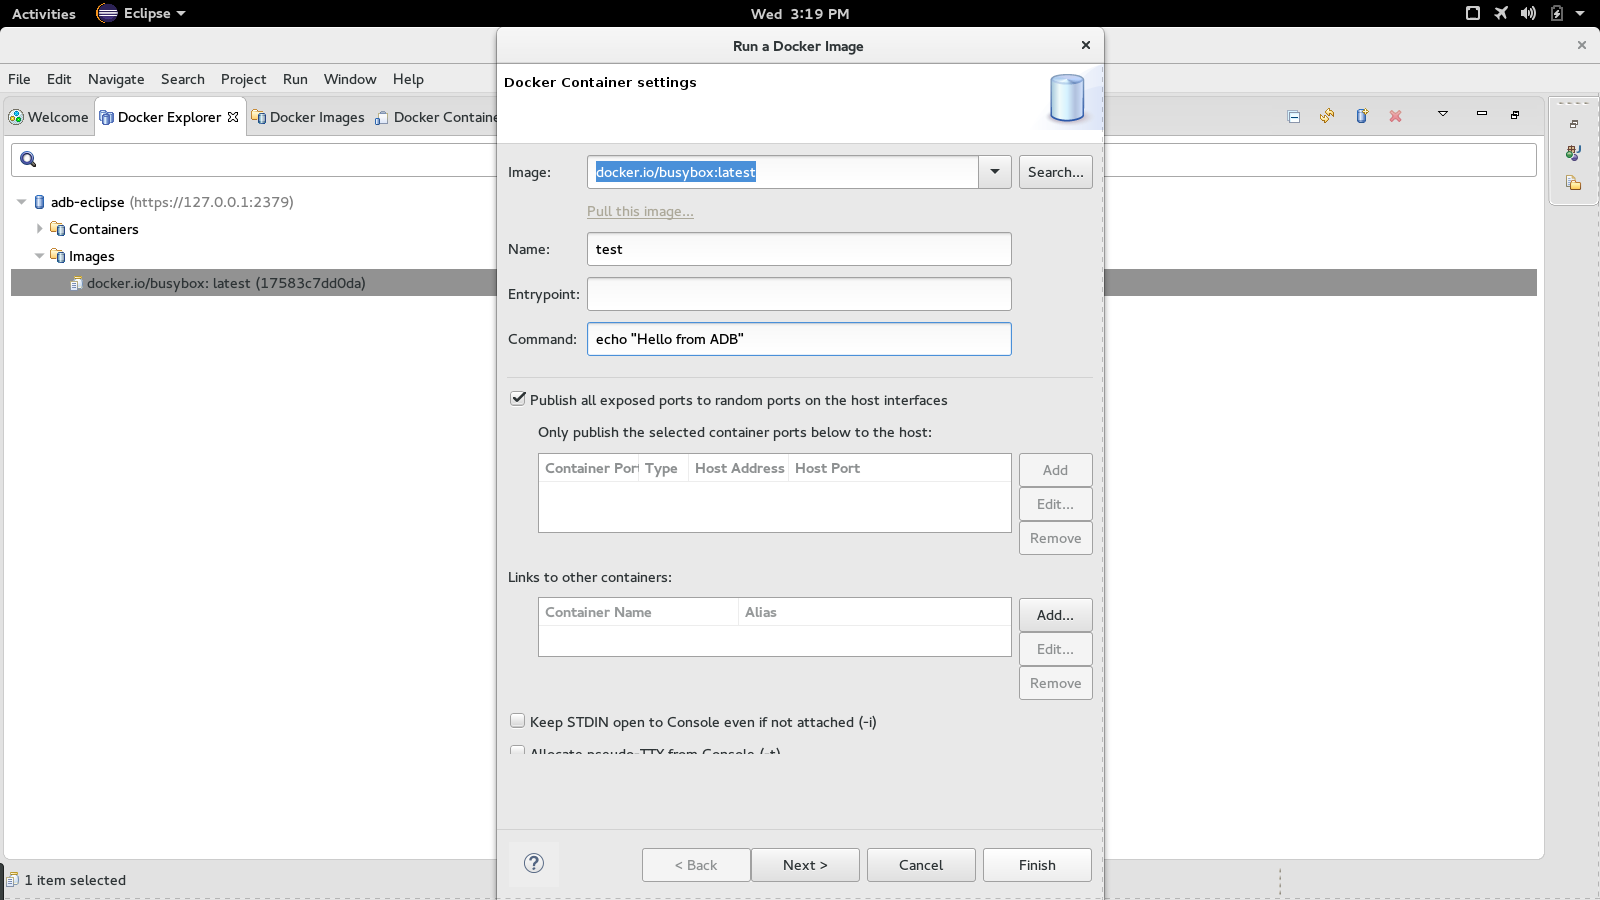 Activities Eclipse Wed 3:19 PM
Run a Docker Image
File Edit Navigate Search Project Run Window Help
Docker Container settings
Welcome Docker Explorer Docker Images Docker Containe
Image: docker.io/busybox:latest Search...
adb-eclipse (https://127.0.0.1:2379)
Pull this image...
Containers
Name: test
Images
docker.io/busybox: latest (17583c7dd0da)
Entrypoint:
Command: echo "Hello from ADB"
Publish all exposed ports to random ports on the host interfaces
Only publish the selected container ports below to the host:
Container Port Type Host Address Host Port
Add
Edit...
Remove
Links to other containers:
Container Name Alias
Add...
Edit...
Remove
Keep STDIN open to Console even if not attached (-i)
Allocate pseudo-TTY from Console (-t)
? < Back Next > Cancel Finish
1 item selected